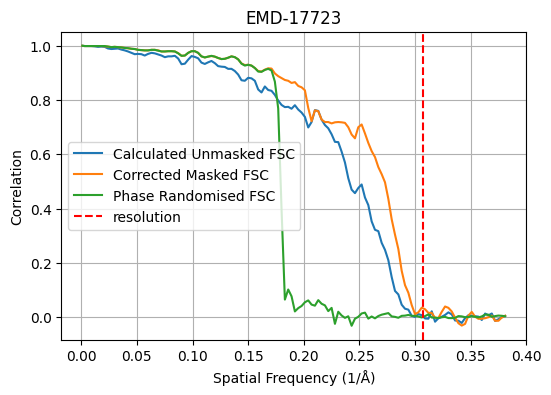 EMD-17723
1.0
0.8
0.6
0.4
0.2
0.0
Correlation
Calculated Unmasked FSC
Corrected Masked FSC
Phase Randomised FSC
resolution
0.00 0.05 0.10 0.15 0.20 0.25 0.30 0.35 0.40
Spatial Frequency (1/Å)